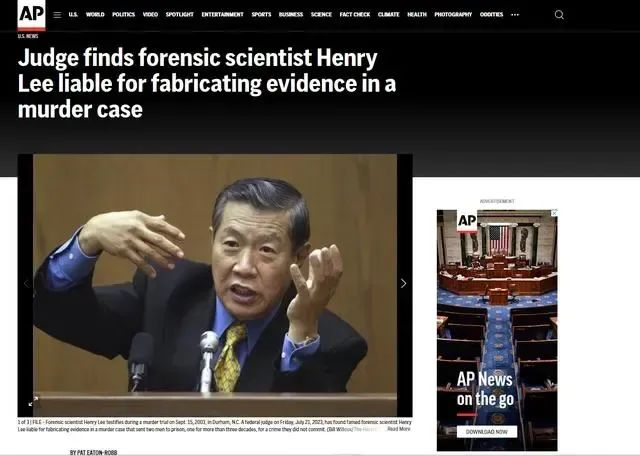 AP
U.S. WORLD POLITICS VIDEO SPOTLIGHT ENTERTAINMENT SPORTS BUSINESS SCIENCE FACT CHECK CLIMATE HEALTH PHOTOGRAPHY ODDITIES
U.S. NEWS
Judge finds forensic scientist Henry
Lee liable for fabricating evidence in a
murder case
ADVERTISEMENT
AP
AP News
on the go
DOWNLOAD NOW
1 of 3 | FILE - Forensic scientist Henry Lee testifies during a murder trial on Sept. 15, 2003, in Durham, N.C. A federal judge on Friday, July 21, 2023, has found famed forensic scientist Henry
Lee liable for fabricating evidence in a murder case that sent two men to prison, one for more than three decades, for a crime they did not commit. (Bill Willcox/The Herald Read More
BY PAT EATON-ROBB